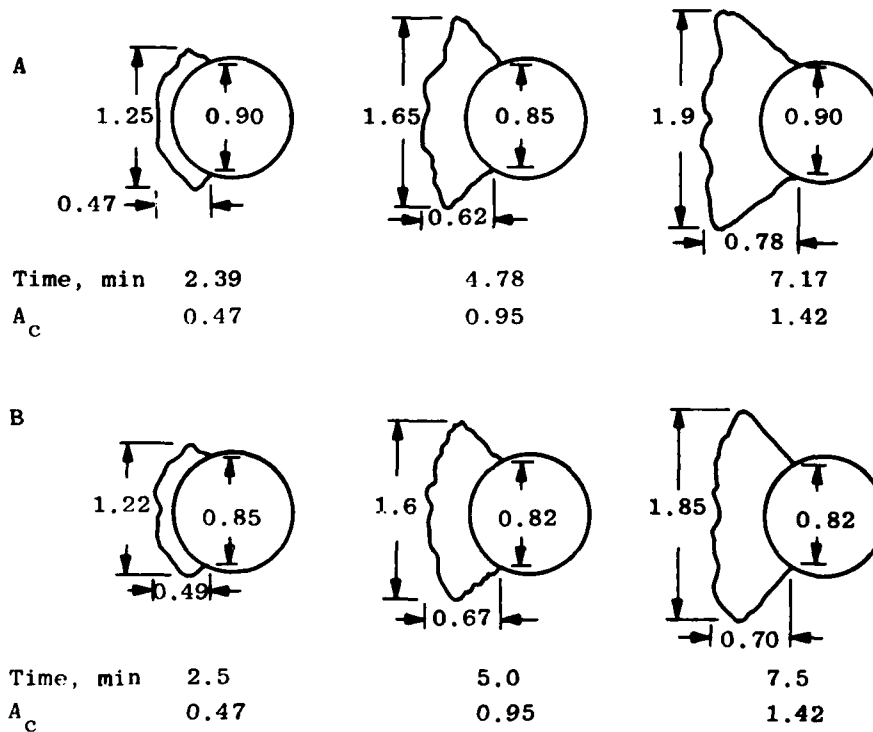 A
1.25 0.90 1.65 0.85 1.9 0.90
0.47 0.62 0.78
Time, min 2.39 4.78 7.17
A_c 0.47 0.95 1.42
B
1.22 0.85 1.6 0.82 1.85 0.82
0.49 0.67 0.70
Time, min 2.5 5.0 7.5
A_c 0.47 0.95 1.42